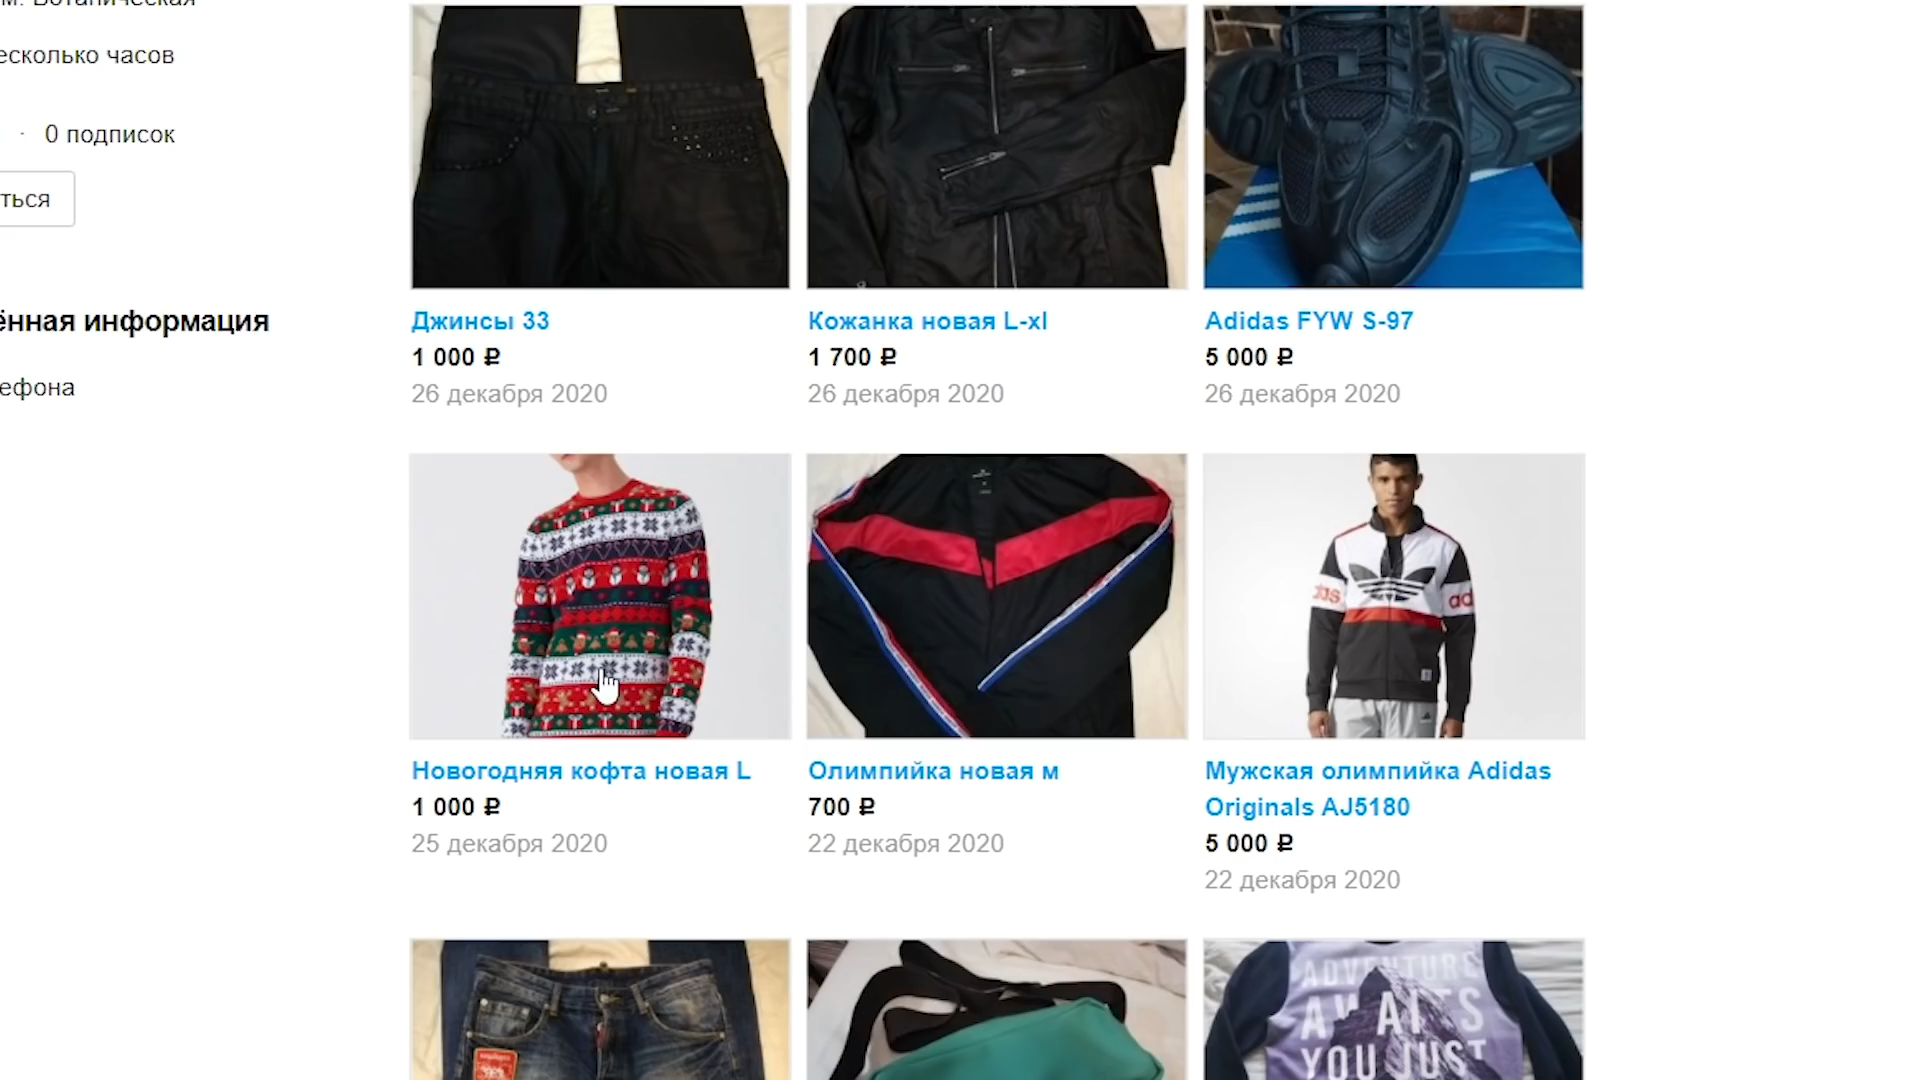 есколько часов
· 0 подписок
ться
ённая информация
ефона
Джинсы 33
1 000 ₽
26 декабря 2020
Кожанка новая L-xl
1 700 ₽
26 декабря 2020
Adidas FYW S-97
5 000 ₽
26 декабря 2020
Новогодняя кофта новая L
1 000 ₽
25 декабря 2020
Олимпийка новая м
700 ₽
22 декабря 2020
Мужская олимпийка Adidas
Originals AJ5180
5 000 ₽
22 декабря 2020
ADVENTURE
AWAITS
YOU JUST